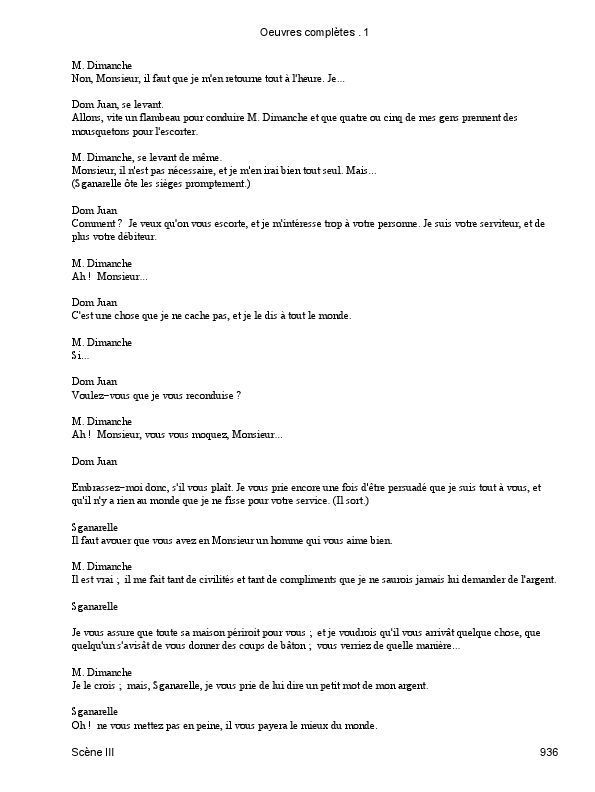 Oeuvres complètes . 1
M. Dimanche
Non, Monsieur, il faut que je m'en retourne tout à l'heure. Je...
Dom Juan, se levant.
Allons, vite un flambeau pour conduire M. Dimanche et que quatre ou cinq de mes gens prennent des
mousquetons pour l'escorter.
M. Dimanche, se levant de même.
Monsieur, il n'est pas nécessaire, et je m'en irai bien tout seul. Mais...
(Sganarelle ôte les sièges promptement.)
Dom Juan
Comment ?  Je veux qu'on vous escorte, et je m'intéresse trop à votre personne. Je suis votre serviteur, et de
plus votre débiteur.
M. Dimanche
Ah !  Monsieur...
Dom Juan
C'est une chose que je ne cache pas, et je le dis à tout le monde.
M. Dimanche
Si...
Dom Juan
Voulez−vous que je vous reconduise ?
M. Dimanche
Ah !  Monsieur, vous vous moquez, Monsieur...
Dom Juan
Embrassez−moi donc, s'il vous plaît. Je vous prie encore une fois d'être persuadé que je suis tout à vous, et
qu'il n'y a rien au monde que je ne fisse pour votre service. (Il sort.)
Sganarelle
Il faut avouer que vous avez en Monsieur un homme qui vous aime bien.
M. Dimanche
Il est vrai ;  il me fait tant de civilités et tant de compliments que je ne saurois jamais lui demander de l'argent.
Sganarelle
Je vous assure que toute sa maison périroit pour vous ;  et je voudrois qu'il vous arrivât quelque chose, que
quelqu'un s'avisât de vous donner des coups de bâton ;  vous verriez de quelle manière...
M. Dimanche
Je le crois ;  mais, Sganarelle, je vous prie de lui dire un petit mot de mon argent.
Sganarelle
Oh !  ne vous mettez pas en peine, il vous payera le mieux du monde.
Scène III 936